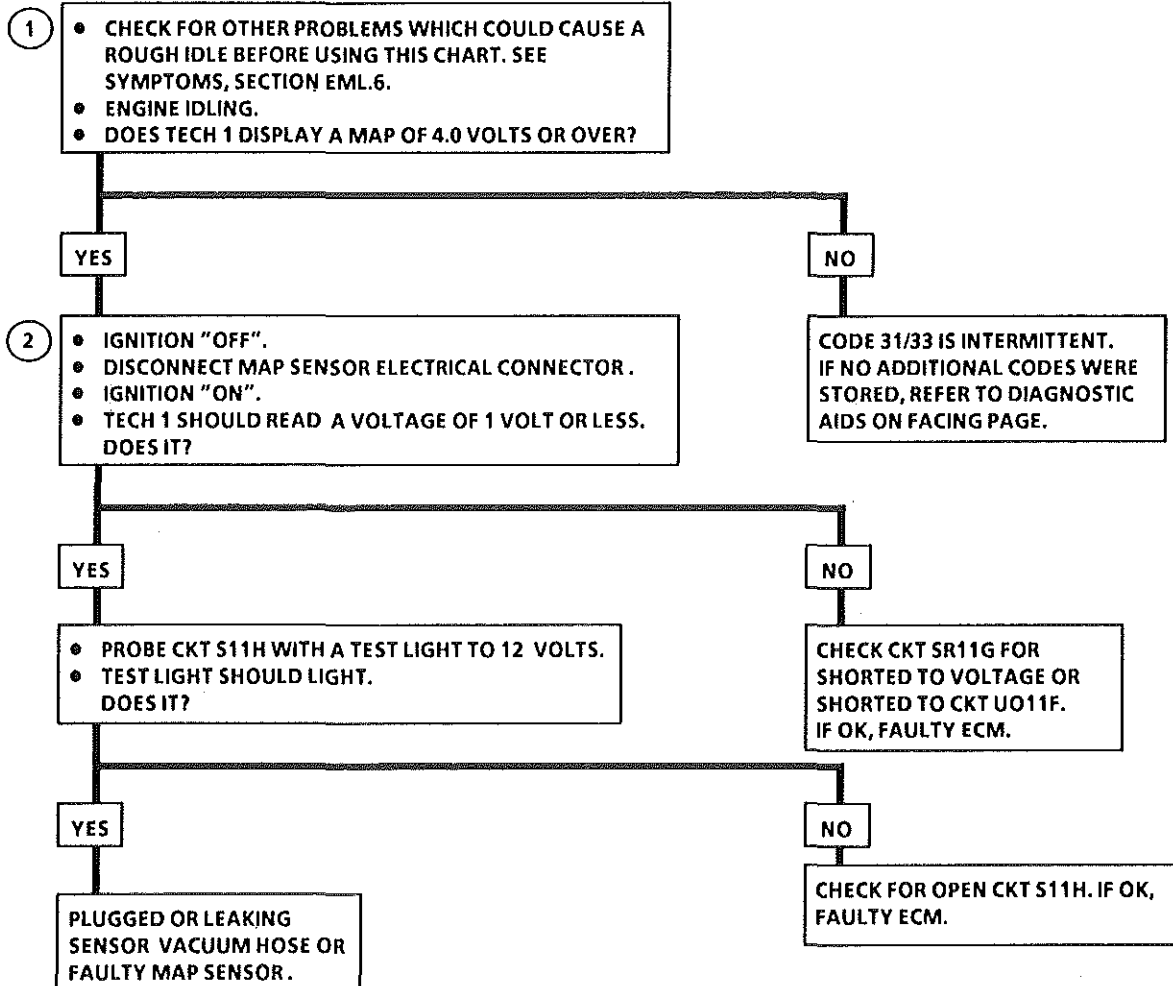 1
• CHECK FOR OTHER PROBLEMS WHICH COULD CAUSE A
ROUGH IDLE BEFORE USING THIS CHART. SEE
SYMPTOMS, SECTION EML.6.
• ENGINE IDLING.
• DOES TECH 1 DISPLAY A MAP OF 4.0 VOLTS OR OVER?
YES
NO
2
• IGNITION "OFF".
• DISCONNECT MAP SENSOR ELECTRICAL CONNECTOR.
• IGNITION "ON".
• TECH 1 SHOULD READ A VOLTAGE OF 1 VOLT OR LESS.
DOES IT?
CODE 31/33 IS INTERMITTENT.
IF NO ADDITIONAL CODES WERE
STORED, REFER TO DIAGNOSTIC
AIDS ON FACING PAGE.
YES
NO
• PROBE CKT S11H WITH A TEST LIGHT TO 12 VOLTS.
• TEST LIGHT SHOULD LIGHT.
DOES IT?
CHECK CKT SR11G FOR
SHORTED TO VOLTAGE OR
SHORTED TO CKT UO11F.
IF OK, FAULTY ECM.
YES
NO
PLUGGED OR LEAKING
SENSOR VACUUM HOSE OR
FAULTY MAP SENSOR.
CHECK FOR OPEN CKT S11H. IF OK,
FAULTY ECM.